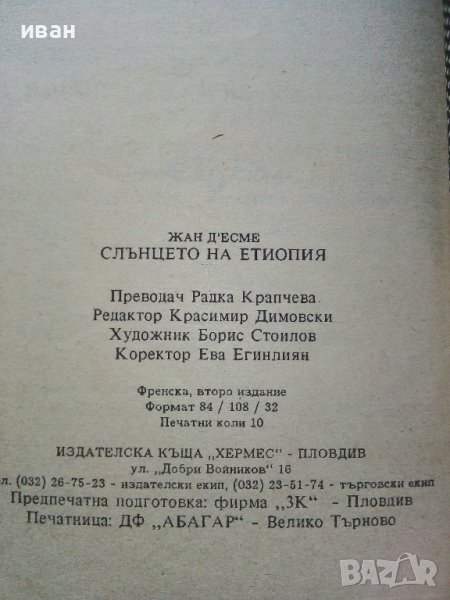 иван
ЖАН Д'ЕСМЕ
СЛЪНЦЕТО НА ЕТИОПИЯ
Преводач Радка Крапчева
Редактор Красимир Димовски
Художник Борис Стоилов
Коректор Ева Егинлиян
Френска, второ издание
Формат 84 / 108 / 32
Печатни коли 10
ИЗДАТЕЛСКА КЪЩА „ХЕРМЕС" - ПЛОВДИВ
ул. „Добри Войников" 16
л. (032) 26-75-23 - издателски екип, (032) 23-51-74 - търговски екип
Предпечатна подготовка: фирма „3К" - Пловдив
Печатница: ДФ „АБАГАР" - Велико Търново
BAZAR